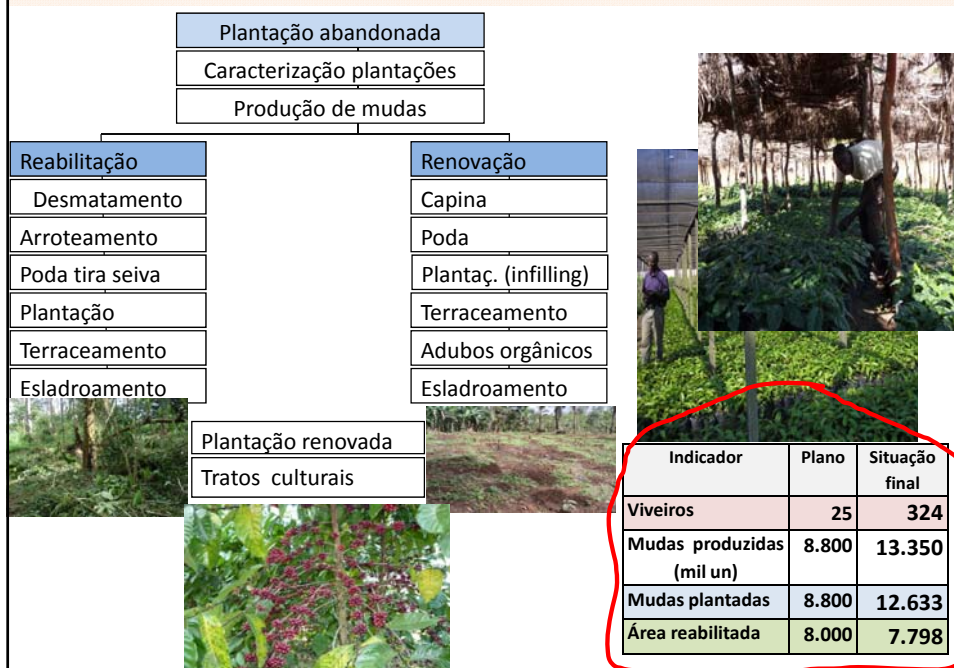 Plantação abandonada
Caracterização plantações
Produção de mudas
Reabilitação
Desmatamento
Arroteamento
Poda tira seiva
Plantação
Terraceamento
Esladroamento
Renovação
Capina
Poda
Plantaç. (infilling)
Terraceamento
Adubos orgânicos
Esladroamento
Plantação renovada
Tratos culturais
Indicador Plano Situação
final
Viveiros 25 324
Mudas produzidas 8.800 13.350
(mil un)
Mudas plantadas 8.800 12.633
Área reabilitada 8.000 7.798